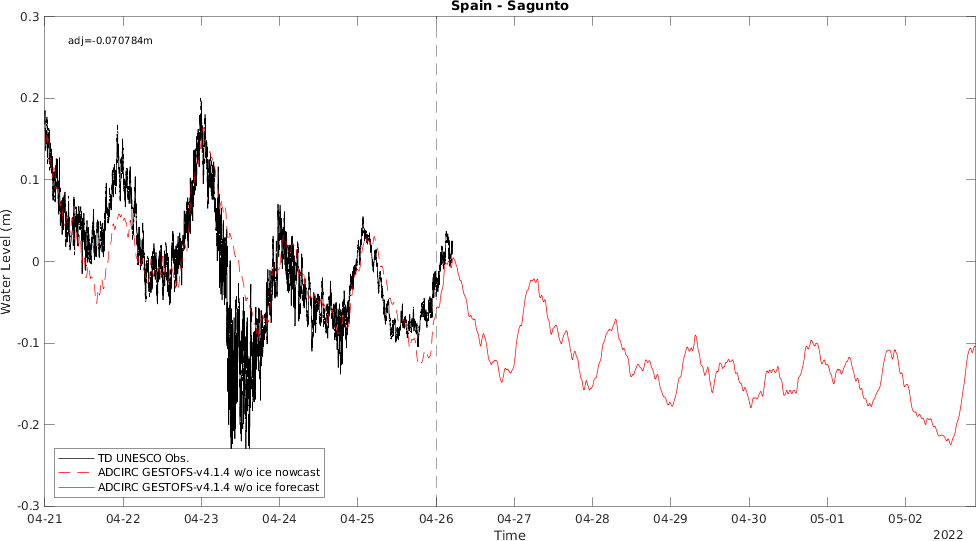 Spain - Sagunto
adj=-0.070784m
0.3
0.2
0.1
0
-0.1
-0.2
-0.3
Water Level (m)
TD UNESCO Obs.
ADCIRC GESTOFS-v4.1.4 w/o ice nowcast
ADCIRC GESTOFS-v4.1.4 w/o ice forecast
04-21 04-22 04-23 04-24 04-25 04-26 04-27 04-28 04-29 04-30 05-01 05-02
Time
2022